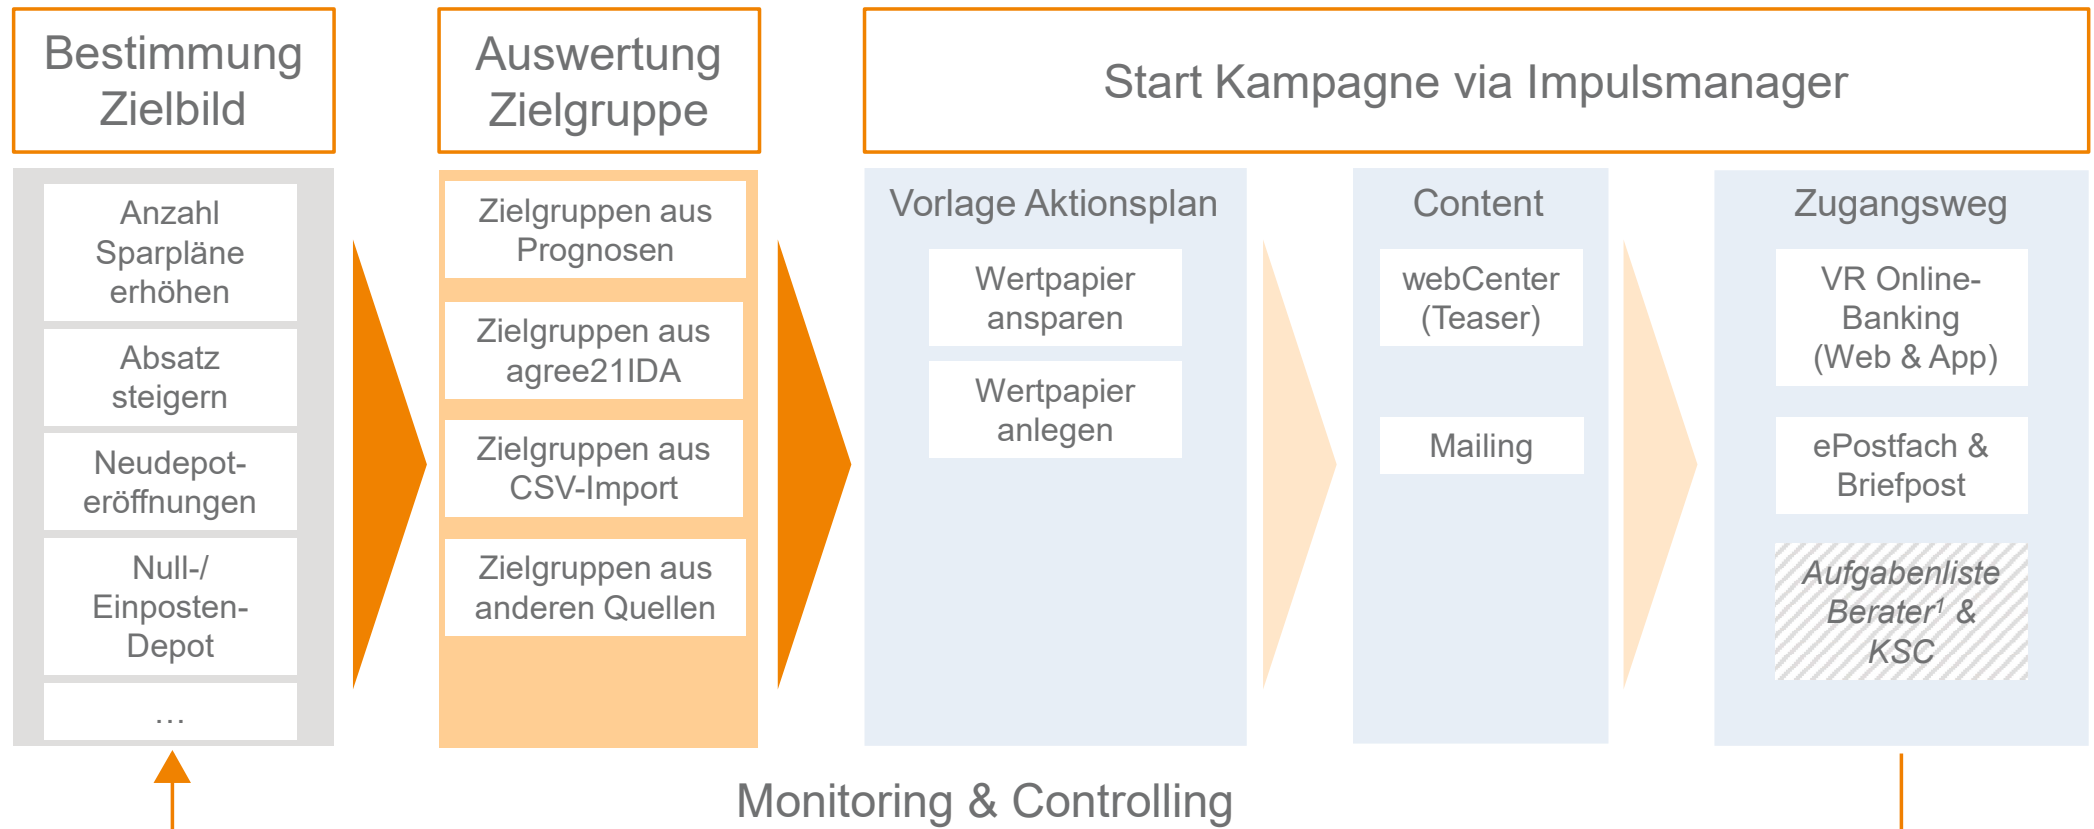 Bestimmung
Zielbild
Auswertung
Zielgruppe
Start Kampagne via Impulsmanager
Anzahl
Sparpläne
erhöhen
Absatz
steigern
Neudepot-
eröffnungen
Null-/
Einposten-
Depot
...
Zielgruppen aus
Prognosen
Zielgruppen aus
agree21IDA
Zielgruppen aus
CSV-Import
Zielgruppen aus
anderen Quellen
Vorlage Aktionsplan
Wertpapier
ansparen
Wertpapier
anlegen
Content
webCenter
(Teaser)
Mailing
Zugangsweg
VR Online-
Banking
(Web & App)
ePostfach &
Briefpost
Aufgabenliste
Berater¹ &
KSC
Monitoring & Controlling